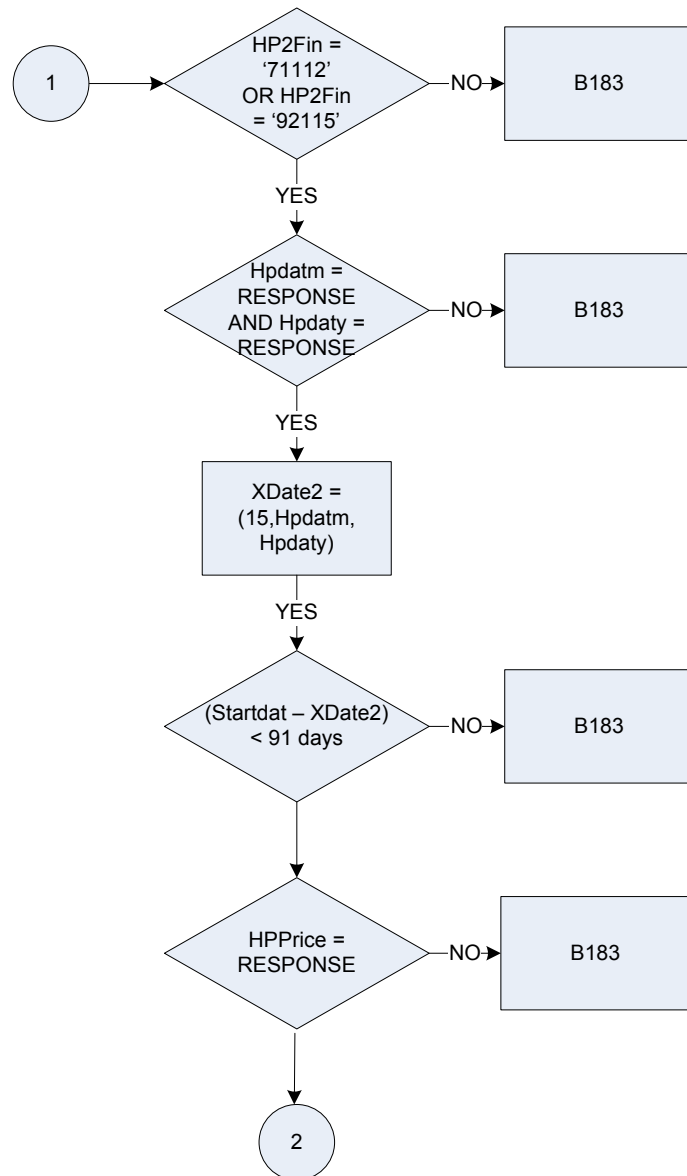 1
HP2Fin =
‘71112’
OR HP2Fin
= ‘92115’
NO
B183
YES
Hpdatm =
RESPONSE
AND Hpdaty =
RESPONSE
NO
B183
YES
XDate2 =
(15,Hpdatm,
Hpdaty)
YES
(Startdat – XDate2)
< 91 days
NO
B183
HPPrice =
RESPONSE
NO
B183
2